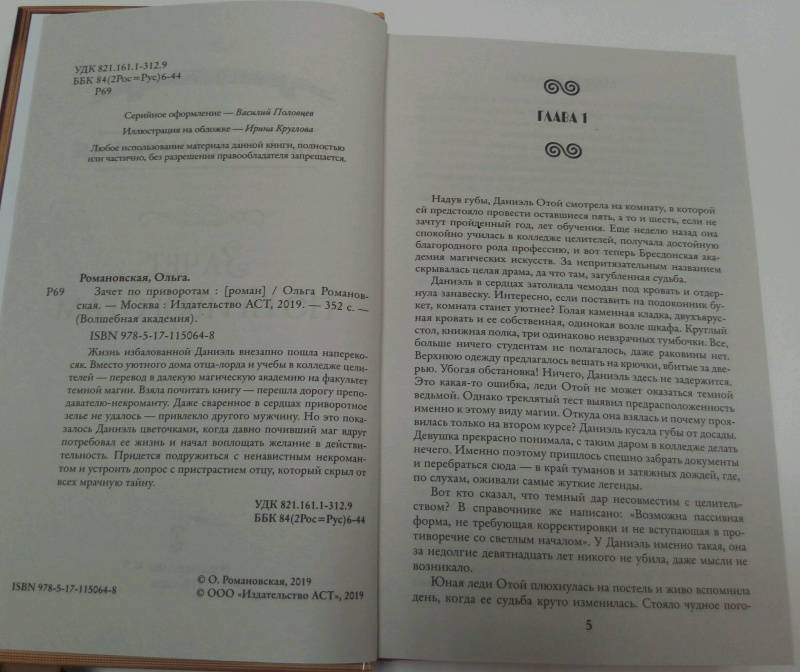 УДК 821.161.1-312.9
ББК 84(2Рос=Рус)6-44
Р69
Серийное оформление — Василий Половцев
Иллюстрация на обложке — Ирина Круглова
Любое использование материала данной книги, полностью
или частично, без разрешения правообладателя запрещается.
Романовская, Ольга.
Р69 Зачет по приворотам : [роман] / Ольга Романов-
ская. — Москва : Издательство АСТ, 2019. — 352 с. —
(Волшебная академия).
ISBN 978-5-17-115064-8
Жизнь избалованной Даниэль внезапно пошла наперекo-
сяк. Вместо уютного дома отца-лорда и учебы в колледже цели-
телей — перевод в далекую магическую академию на факультет
темной магии. Взяла почитать книгу — перешла дорогу препо-
давателю-некроманту. Даже сваренное в сердцах приворотное
зелье не удалось — привлекло другого мужчину. Но это пока-
залось Даниэль цветочками, когда давно почивший маг вдруг
потребовал ее жизнь и начал воплощать желание в действи-
тельность. Придется подружиться с ненавистным некроман-
том и устроить допрос с пристрастием отцу, который скрыл от
всех мрачную тайну.
УДК 821.161.1-312.9
ББК 84(2Рос=Рус)6-44
© О. Романовская, 2019
ISBN 978-5-17-115064-8 © ООО «Издательство АСТ», 2019
ГЛАВА 1
Надув губы, Даниэль Отой смотрела на комнату, в которой
ей предстояло провести оставшиеся пять, а то и шесть, если не
зачтут пройденный год, лет обучения. Еще неделю назад она
спокойно училась в колледже целителей, получала достойную
благородного рода профессию, и вот теперь Бресдонская ака-
демия магических искусств. За непритязательным названием
скрывалась целая драма, да что там, загубленная судьба.
Даниэль в сердцах затолкала чемодан под кровать и отдер-
нула занавеску. Интересно, если поставить на подоконник бу-
кет, комната станет уютнее? Голая каменная кладка, двухъярус-
ная кровать и ее собственная, одинокая возле шкафа. Круглый
стол, книжная полка, три одинаково невзрачных тумбочки. Все,
больше ничего студентам не полагалось, даже раковины нет.
Верхнюю одежду предлагалось вешать на крючки, вбитые за две-
рью. Убогая обстановка! Ничего, Даниэль здесь не задержится.
Это какая-то ошибка, леди Отой не может оказаться темной
ведьмой. Однако треклятый тест выявил предрасположенность
именно к этому виду магии. Откуда она взялась и почему проя-
вилась только на втором курсе? Даниэль кусала губы от досады.
Девушка прекрасно понимала, с таким даром в колледже делать
нечего. Именно поэтому пришлось спешно забрать документы
и перебраться сюда — в край туманов и затяжных дождей, где,
по слухам, оживали самые жуткие легенды.
Вот кто сказал, что темный дар несовместим с целитель-
ством? В справочнике же написано: «Возможна пассивная
форма, не требующая корректировки и не вступающая в про-
тиворечие со светлым началом». У Даниэль именно такая, она
за недолгие девятнадцать лет никого не убила, даже мысли не
возникало.
Юная леди Отой плюхнулась на постель и живо вспомнила
день, когда ее судьба круто изменилась. Стояло чудное пого-
5